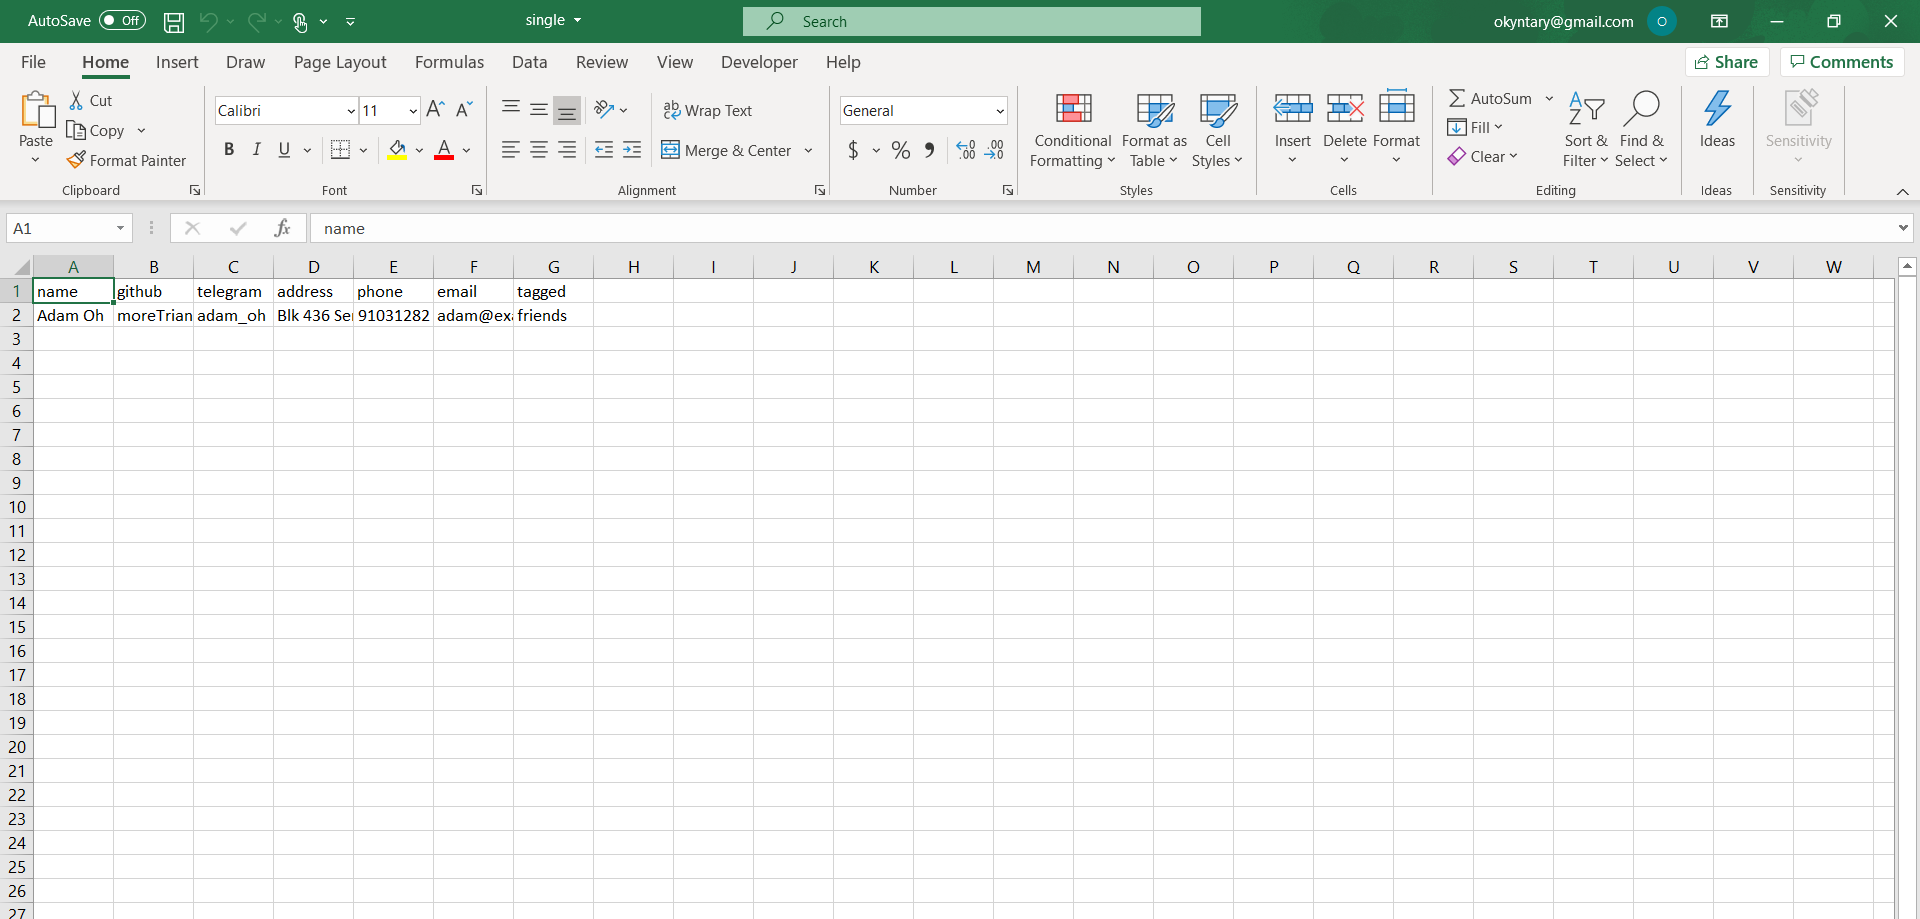 AutoSave Off single Search okyntary@gmail.com O
File Home Insert Draw Page Layout Formulas Data Review View Developer Help Share Comments
Paste Cut Copy Format Painter
Clipboard
Calibri 11
B I U A
Font
ab Wrap Text
Merge & Center
Alignment
General
$ % 9 .00 .00
Number
Conditional Formatting Format as Table Cell Styles
Styles
Insert Delete Format
Cells
AutoSum
Fill
Clear
Sort & Filter Find & Select
Editing
Ideas
Ideas
Sensitivity
Sensitivity
A1 fx name
A B C D E F G H I J K L M N O P Q R S T U V W
1 name github telegram address phone email tagged
2 Adam Oh moreTrian adam_oh Blk 436 Se 91031282 adam@ex friends
3
4
5
6
7
8
9
10
11
12
13
14
15
16
17
18
19
20
21
22
23
24
25
26
27